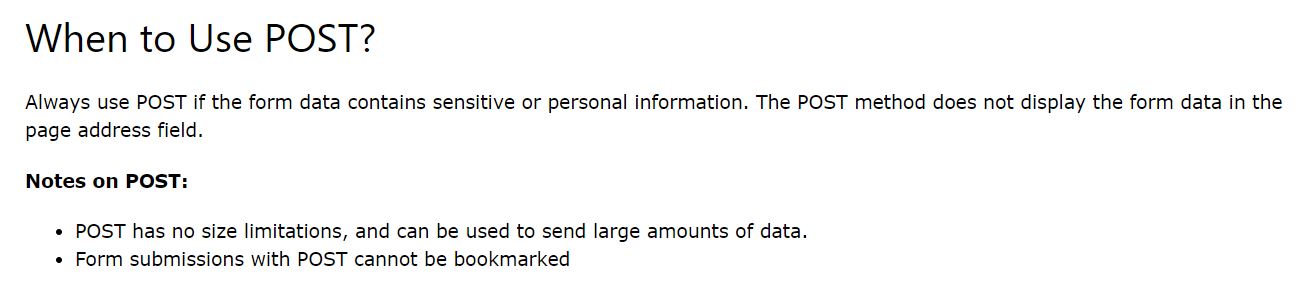 When to Use POST?
Always use POST if the form data contains sensitive or personal information. The POST method does not display the form data in the
page address field.
Notes on POST:
• POST has no size limitations, and can be used to send large amounts of data.
• Form submissions with POST cannot be bookmarked